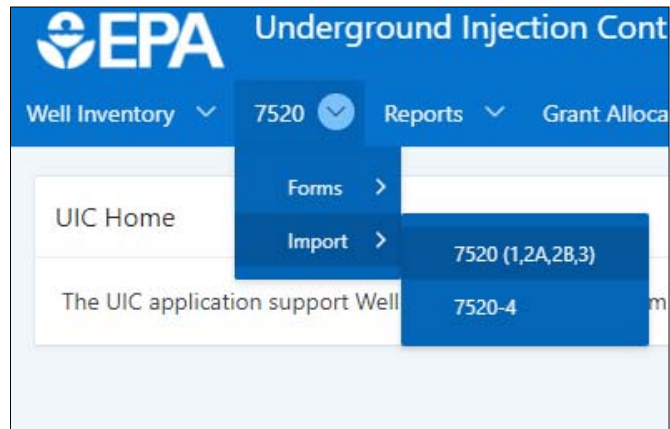 EPA Underground Injection Cont
Well Inventory 7520 Reports Grant Alloca
Forms
UIC Home
Import
7520 (1,2A,2B,3)
The UIC application support Well
7520-4